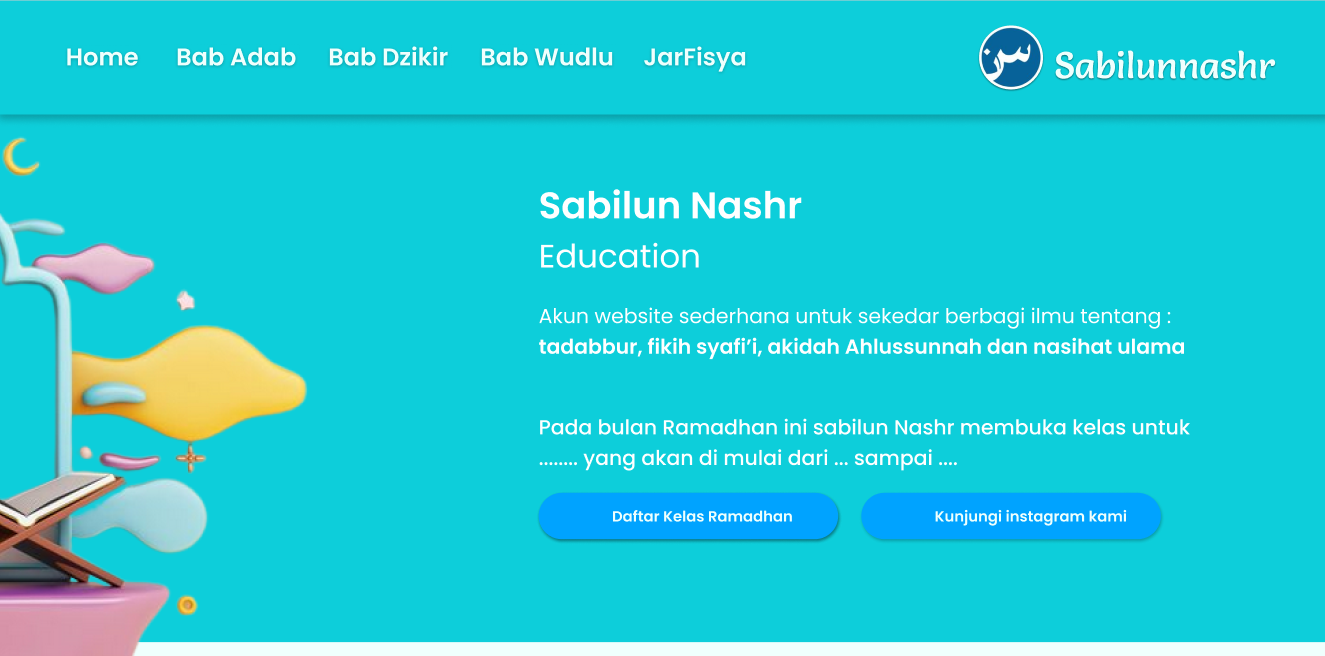 Home Bab Adab Bab Dzikir Bab Wudlu JarFisya
سن Sabilunnashr
Sabilun Nashr
Education
Akun website sederhana untuk sekedar berbagi ilmu tentang :
tadabbur, fikih syafi’i, akidah Ahlussunnah dan nasihat ulama
Pada bulan Ramadhan ini sabilun Nashr membuka kelas untuk
........ yang akan di mulai dari ... sampai ....
Daftar Kelas Ramadhan Kunjungi instagram kami